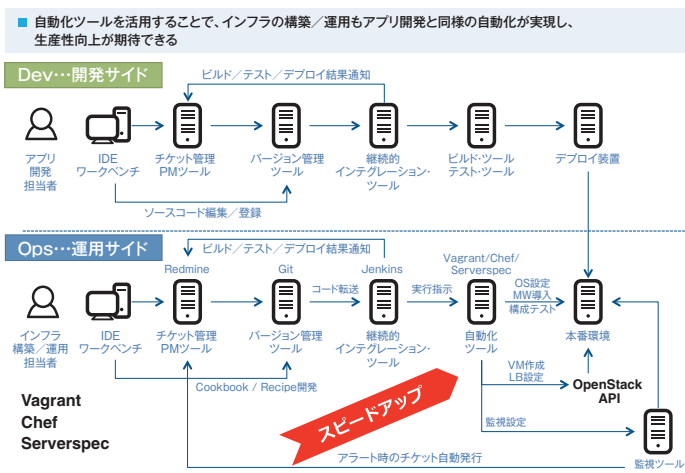 ■ 自動化ツールを活用することで、インフラの構築／運用もアプリ開発と同様の自動化が実現し、
生産性向上が期待できる
Dev…開発サイド
ビルド／テスト／デプロイ結果通知
アプリ
開発
担当者
IDE
ワークベンチ
チケット管理
PMツール
バージョン管理
ツール
継続的
インテグレーション・
ツール
ビルド・ツール
テスト・ツール
デプロイ装置
ソースコード編集／登録
Ops…運用サイド
ビルド／テスト／デプロイ結果通知
Redmine
Git
Jenkins
Vagrant/Chef/
Serverspec
コード転送
実行指示
OS設定
MW導入
構成テスト
インフラ
構築／運用
担当者
IDE
ワークベンチ
チケット管理
PMツール
バージョン管理
ツール
継続的
インテグレーション・
ツール
自動化
ツール
本番環境
Cookbook / Recipe開発
VM作成
LB設定
OpenStack
API
Vagrant
Chef
Serverspec
スピードアップ
監視設定
アラート時のチケット自動発行
監視ツール